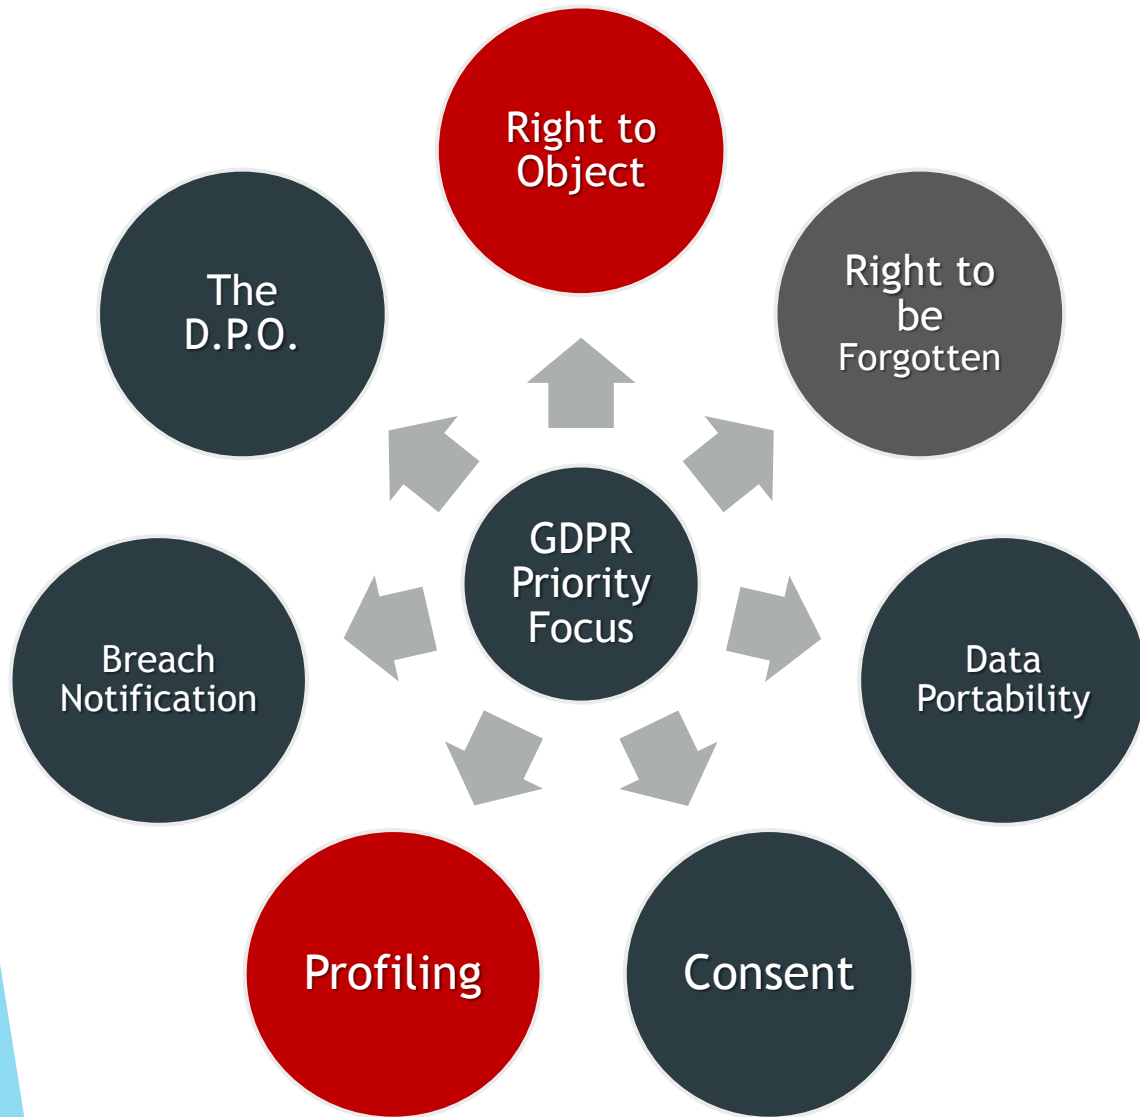 Right to
Object
Right to
be
Forgotten
Data
Portability
Consent
Profiling
Breach
Notification
The
D.P.O.
GDPR
Priority
Focus